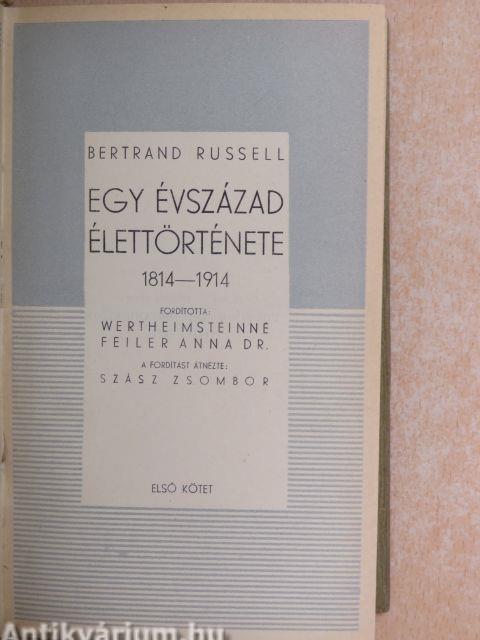 BERTRAND RUSSELL
EGY ÉVSZÁZAD
ÉLETTÖRTÉNETE
1814—1914
FORDÍTOTTA:
WERTHEIMSTEINNÉ
FEILER ANNA DR.
A FORDÍTÁST ÁTNÉZTE:
SZÁSZ ZSOMBOR
ELSŐ KÖTET
Antikvárium.hu